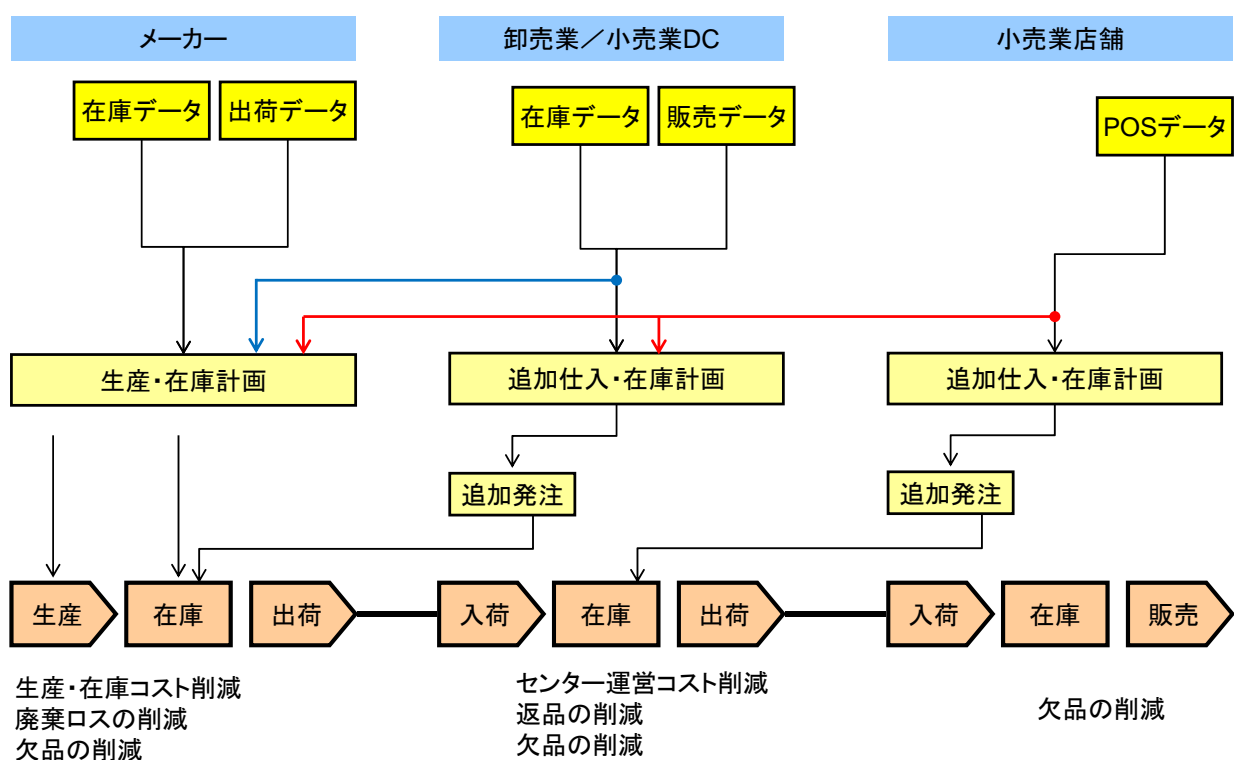 メーカー
卸売業／小売業DC
小売業店舗
在庫データ
出荷データ
在庫データ
販売データ
POSデータ
生産・在庫計画
追加仕入・在庫計画
追加仕入・在庫計画
追加発注
追加発注
生産
在庫
出荷
入荷
在庫
出荷
入荷
在庫
販売
生産・在庫コスト削減
廃棄ロスの削減
欠品の削減
センター運営コスト削減
返品の削減
欠品の削減
欠品の削減